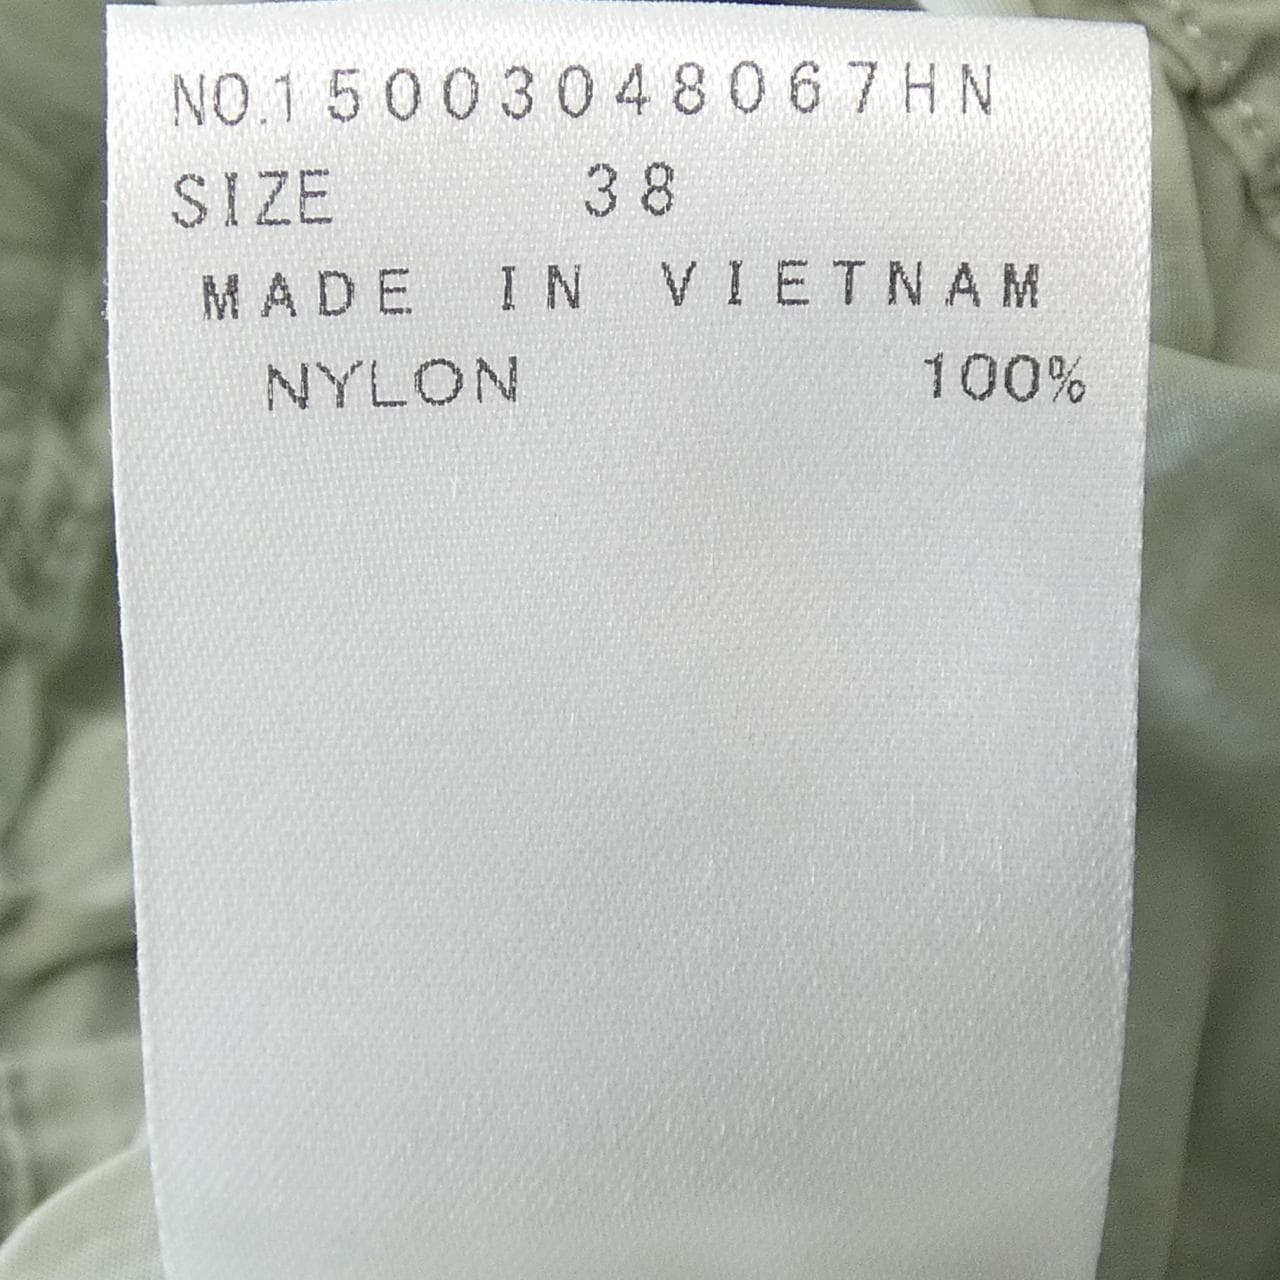 NO.15003048067HN
SIZE 38
MADE IN VIETNAM
NYLON 100%